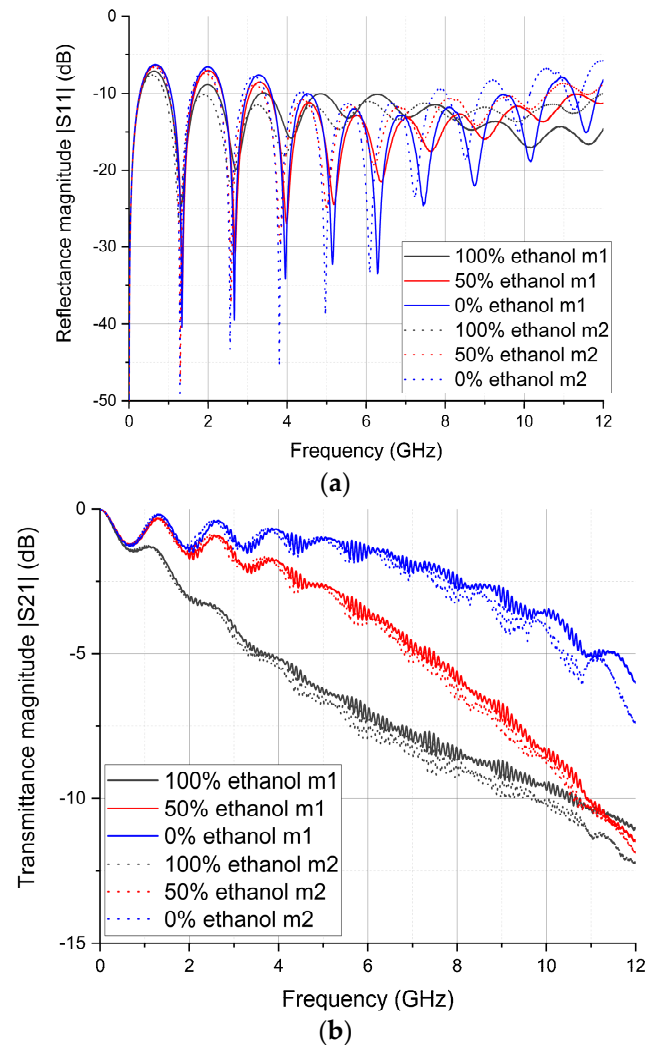 0
-10
-20
-30
-40
-50
Reflectance magnitude |S11| (dB)
100% ethanol m1
50% ethanol m1
0% ethanol m1
100% ethanol m2
50% ethanol m2
0% ethanol m2
0 2 4 6 8 10 12
Frequency (GHz)
(a)
0
-5
-10
-15
Transmittance magnitude |S21| (dB)
100% ethanol m1
50% ethanol m1
0% ethanol m1
100% ethanol m2
50% ethanol m2
0% ethanol m2
0 2 4 6 8 10 12
Frequency (GHz)
(b)